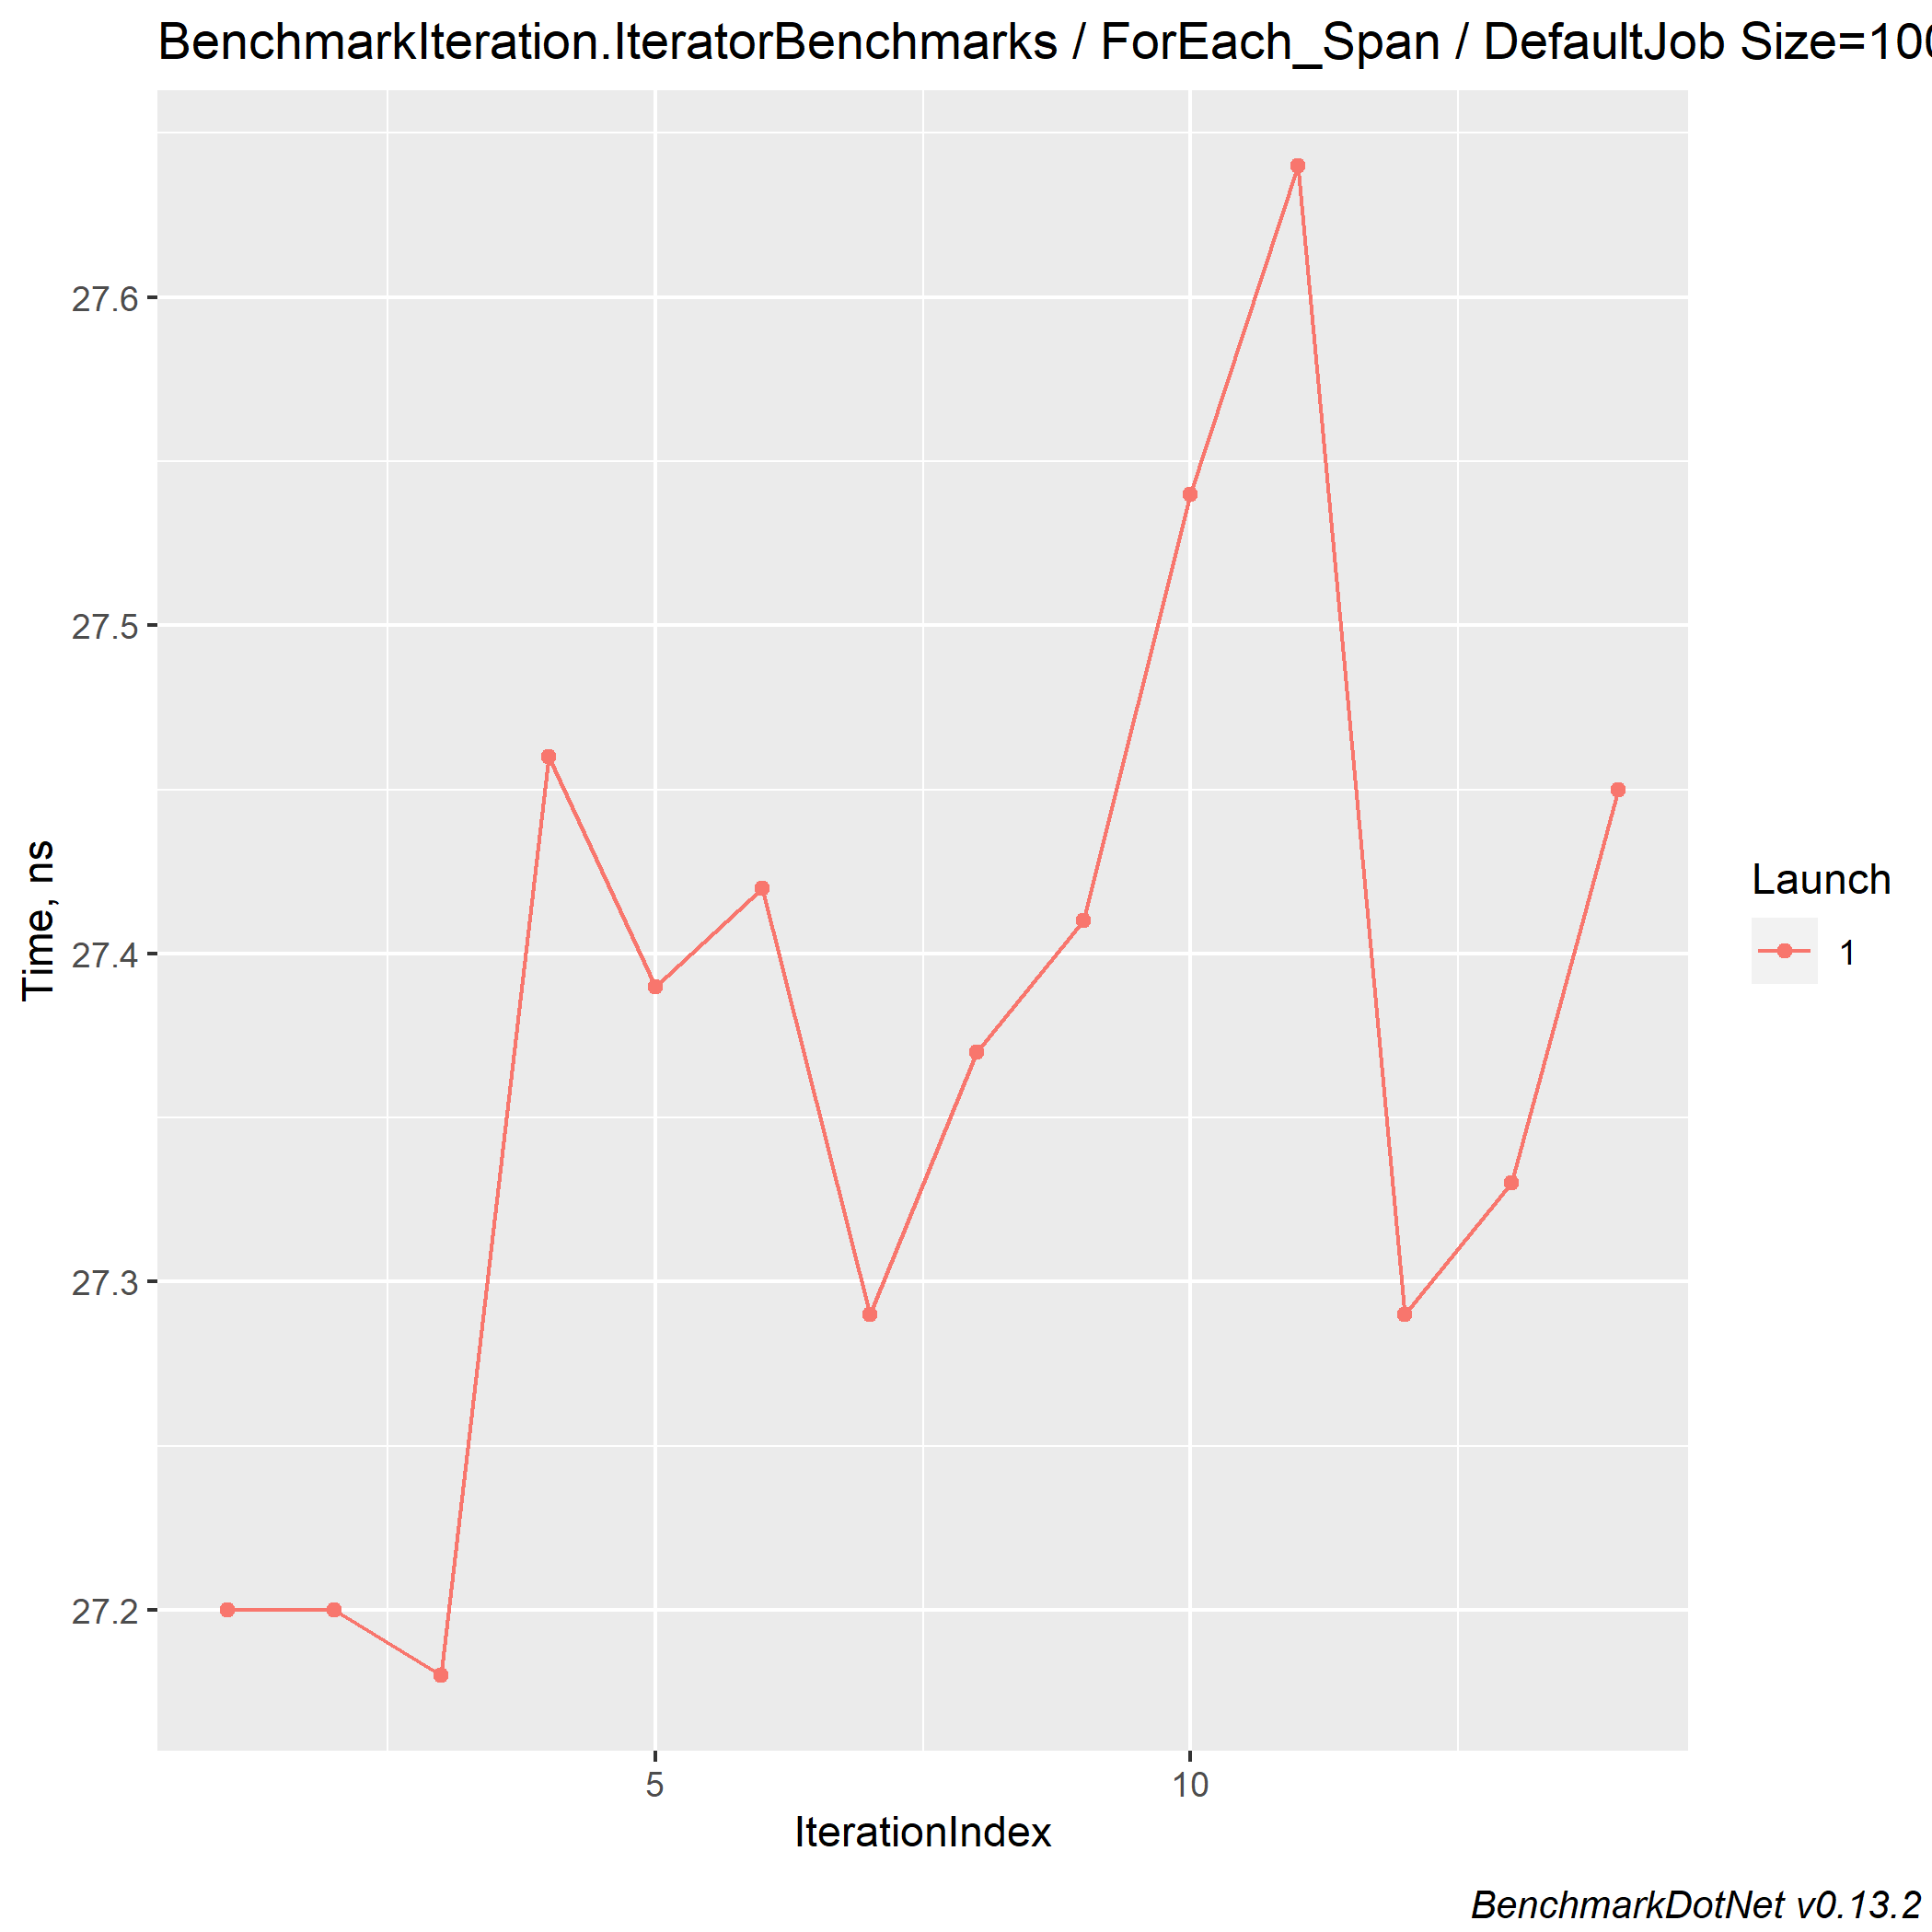 BenchmarkIteration.IteratorBenchmarks / ForEach_Span / DefaultJob Size=100
27.6
27.5
27.4
27.3
27.2
Time, ns
5
10
IterationIndex
Launch
1
BenchmarkDotNet v0.13.2